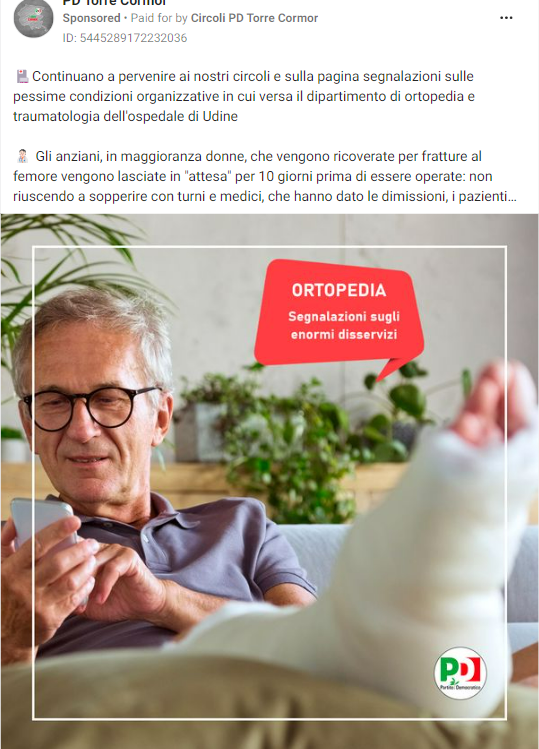 PD Torre Cormor
Sponsored • Paid for by Circoli PD Torre Cormor
ID: 5445289172232036
💾Continuano a pervenire ai nostri circoli e sulla pagina segnalazioni sulle
pessime condizioni organizzative in cui versa il dipartimento di ortopedia e
traumatologia dell'ospedale di Udine
👨🏻‍⚕️ Gli anziani, in maggioranza donne, che vengono ricoverate per fratture al
femore vengono lasciate in "attesa" per 10 giorni prima di essere operate: non
riuscendo a sopperire con turni e medici, che hanno dato le dimissioni, i pazienti...
ORTOPEDIA
Segnalazioni sugli
enormi disservizi
PD
Partito Democratico